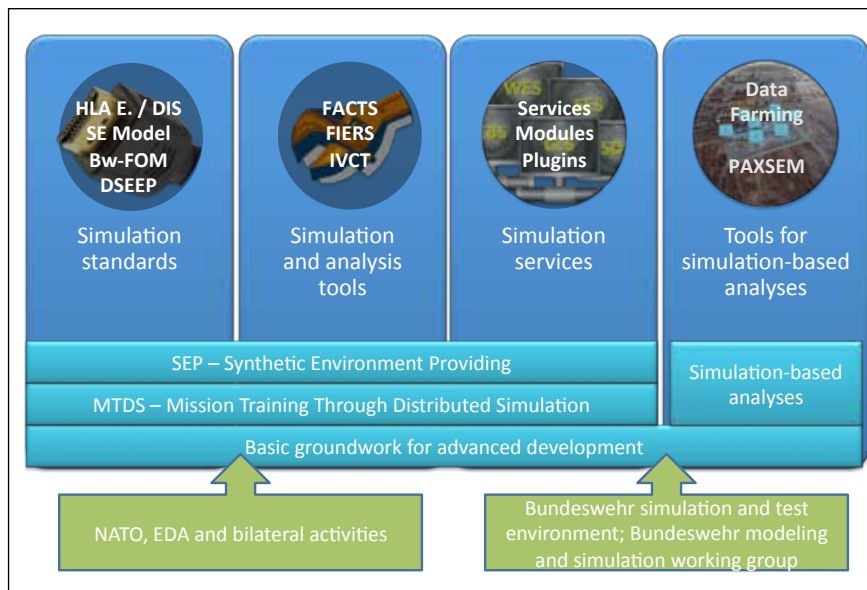 HLA E. / DIS
SE Model
Bw-FOM
DSEEP
Simulation
standards
FACTS
FIERS
IVCT
Simulation
and analysis
tools
WES
Services
Modules
Plugins
Simulation
services
Data
Farming
PAXSEM
Tools for
simulation-based
analyses
SEP – Synthetic Environment Providing
MTDS – Mission Training Through Distributed Simulation
Simulation-based
analyses
Basic groundwork for advanced development
NATO, EDA and bilateral activities
Bundeswehr simulation and test
environment; Bundeswehr modeling
and simulation working group